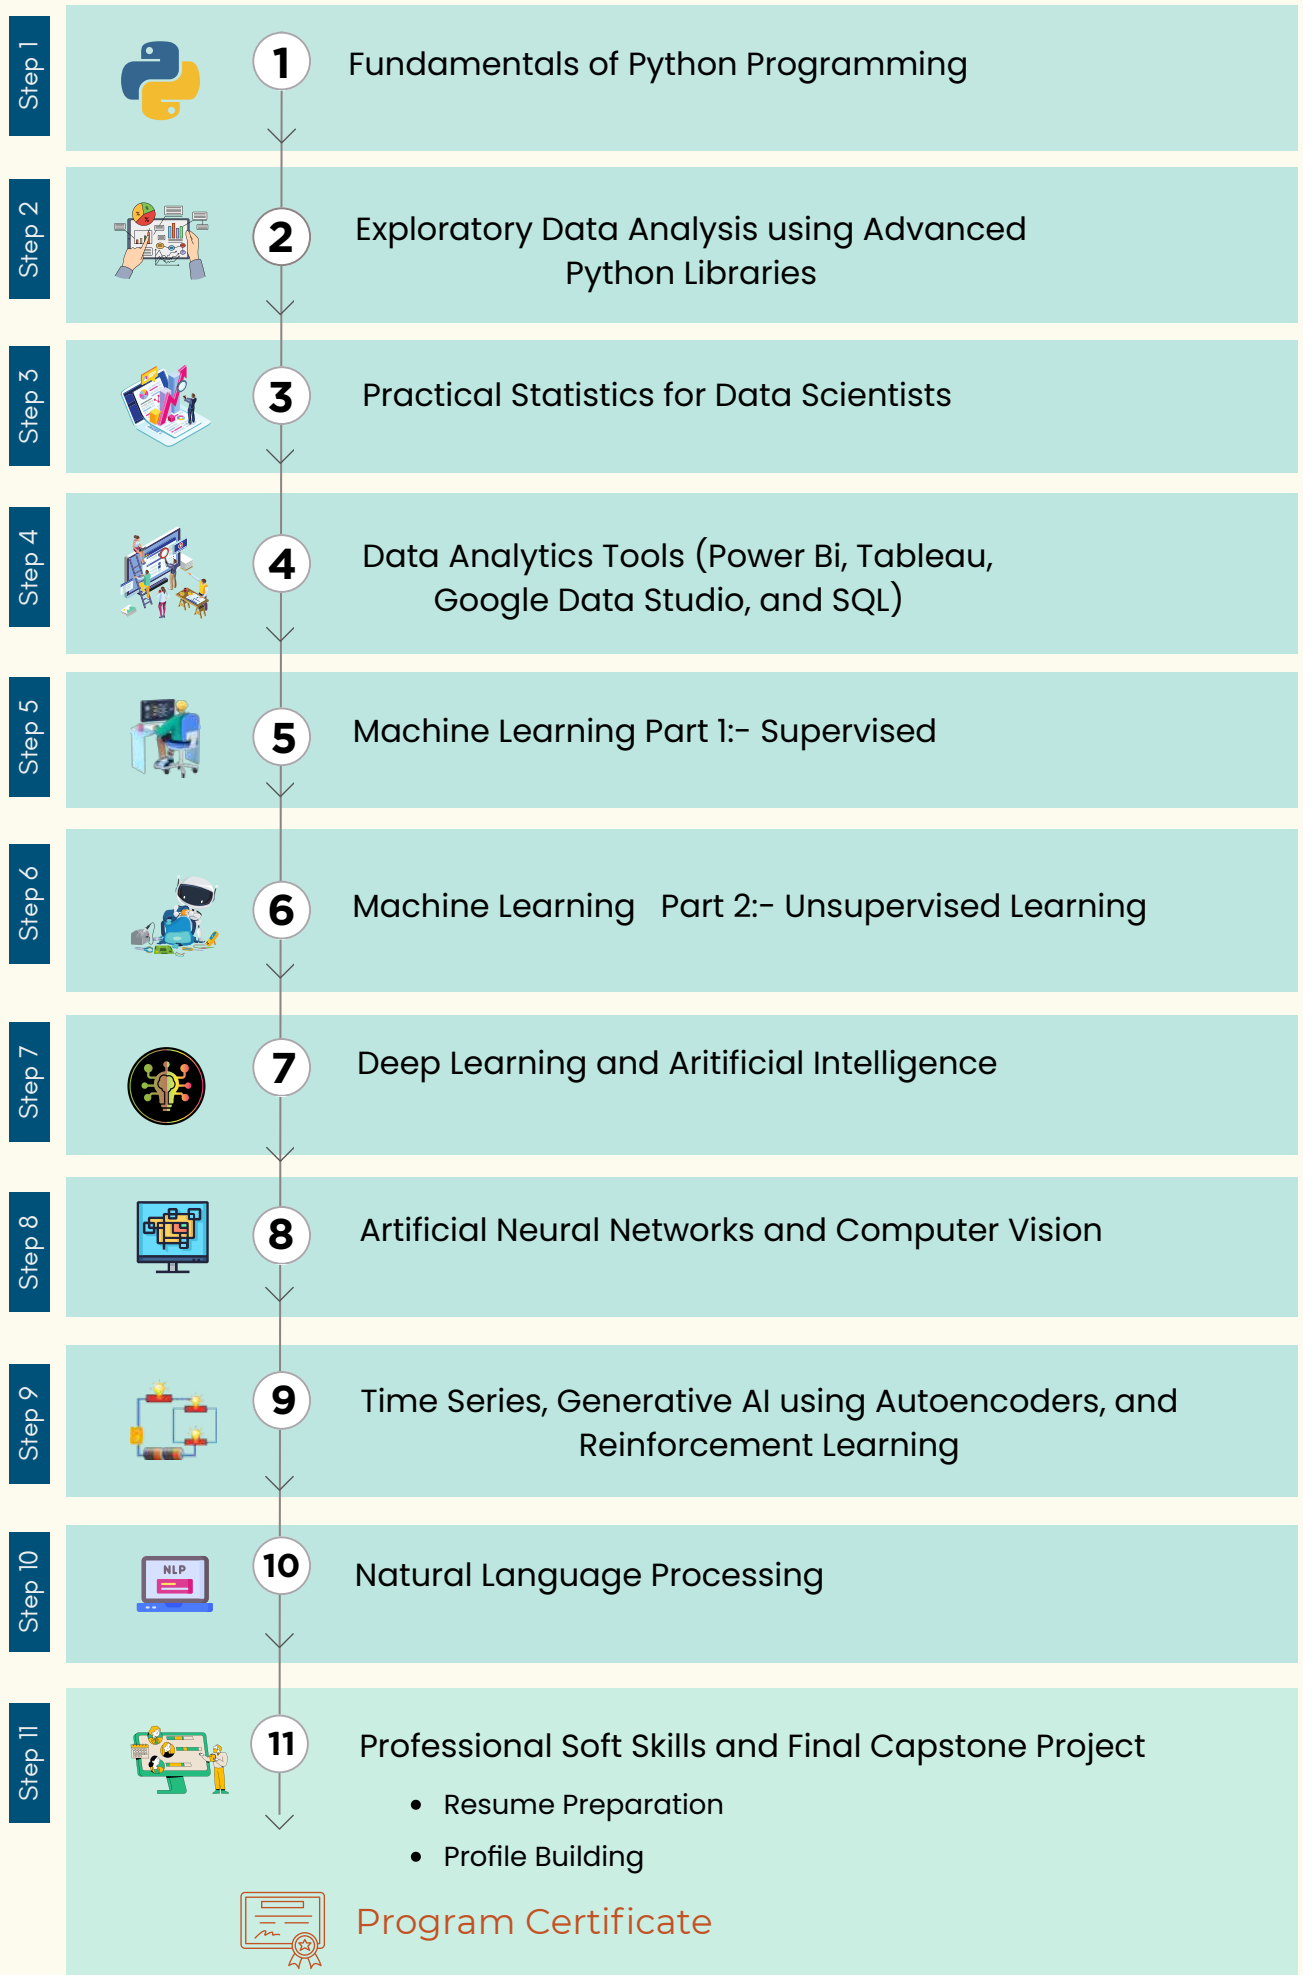 Step 1
1
Fundamentals of Python Programming
Step 2
2
Exploratory Data Analysis using Advanced
Python Libraries
Step 3
3
Practical Statistics for Data Scientists
Step 4
4
Data Analytics Tools (Power Bi, Tableau,
Google Data Studio, and SQL)
Step 5
5
Machine Learning Part 1:- Supervised
Step 6
6
Machine Learning   Part 2:- Unsupervised Learning
Step 7
7
Deep Learning and Aritificial Intelligence
Step 8
8
Artificial Neural Networks and Computer Vision
Step 9
9
Time Series, Generative AI using Autoencoders, and
Reinforcement Learning
Step 10
NLP
10
Natural Language Processing
Step 11
11
Professional Soft Skills and Final Capstone Project
• Resume Preparation
• Profile Building
Program Certificate